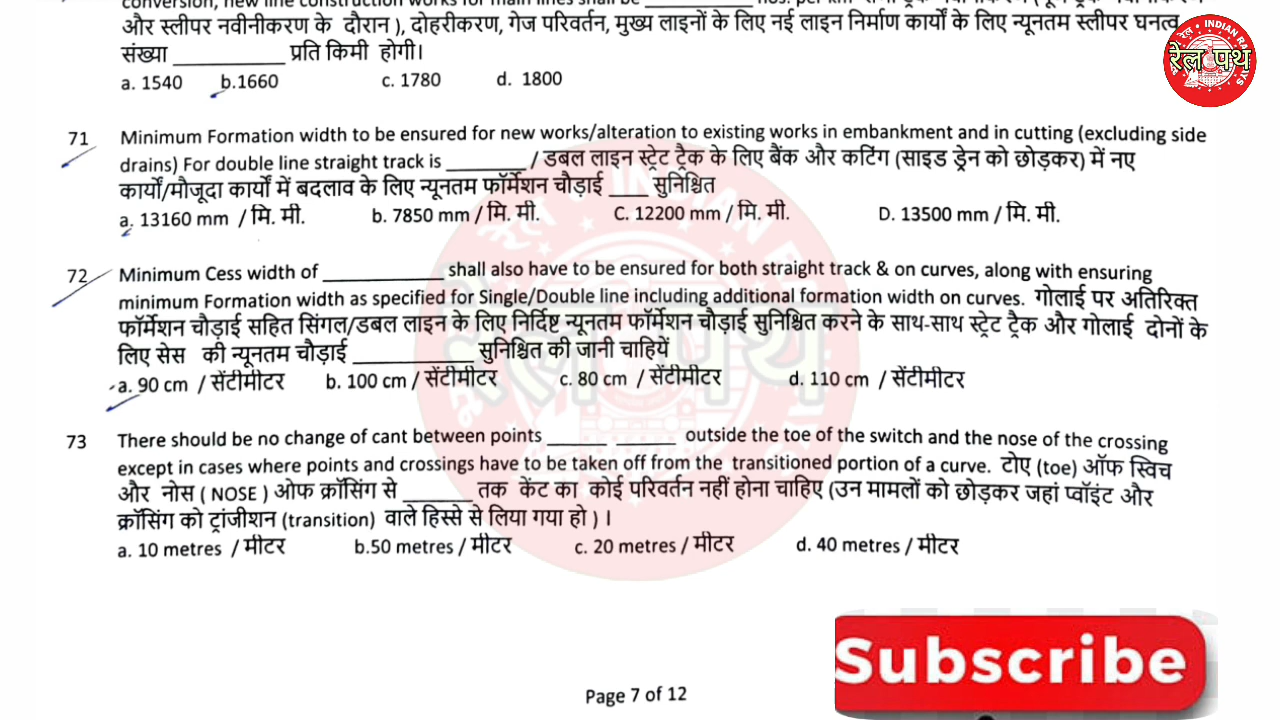 conversion, new line construction works for main lines shall be ____________ nos. per km
और स्लीपर नवीनीकरण के दौरान ), दोहरीकरण, गेज परिवर्तन, मुख्य लाइनों के लिए नई लाइन निर्माण कार्यों के लिए न्यूनतम स्लीपर घनत्व
संख्या ____________ प्रति किमी होगी।
a. 1540 b.1660 c. 1780 d. 1800
71 Minimum Formation width to be ensured for new works/alteration to existing works in embankment and in cutting (excluding side
drains) For double line straight track is ________ / डबल लाइन स्ट्रेट ट्रैक के लिए बैंक और कटिंग (साइड ड्रेन को छोड़कर) में नए
कार्यों/मौजूदा कार्यों में बदलाव के लिए न्यूनतम फॉर्मेशन चौड़ाई ____ सुनिश्चित
a. 13160 mm / मि. मी. b. 7850 mm / मि. मी. C. 12200 mm / मि. मी. D. 13500 mm / मि. मी.
72 Minimum Cess width of _____________ shall also have to be ensured for both straight track & on curves, along with ensuring
minimum Formation width as specified for Single/Double line including additional formation width on curves. गोलाई पर अतिरिक्त
फॉर्मेशन चौड़ाई सहित सिंगल/डबल लाइन के लिए निर्दिष्ट न्यूनतम फॉर्मेशन चौड़ाई सुनिश्चित करने के साथ-साथ स्ट्रेट ट्रैक और गोलाई दोनों के
लिए सेस की न्यूनतम चौड़ाई _____________ सुनिश्चित की जानी चाहियें
a. 90 cm / सेंटीमीटर b. 100 cm / सेंटीमीटर c. 80 cm / सेंटीमीटर d. 110 cm / सेंटीमीटर
73 There should be no change of cant between points ______ ______ outside the toe of the switch and the nose of the crossing
except in cases where points and crossings have to be taken off from the transitioned portion of a curve. टोए (toe) ऑफ स्विच
और नोस ( NOSE ) ओफ क्रॉसिंग से _______ तक केंट का कोई परिवर्तन नहीं होना चाहिए (उन मामलों को छोड़कर जहां प्वॉइंट और
क्रॉसिंग को ट्रांजीशन (transition) वाले हिस्से से लिया गया हो ) ।
a. 10 metres / मीटर b.50 metres / मीटर c. 20 metres / मीटर d. 40 metres / मीटर
Page 7 of 12
Subscribe
रेल पथ